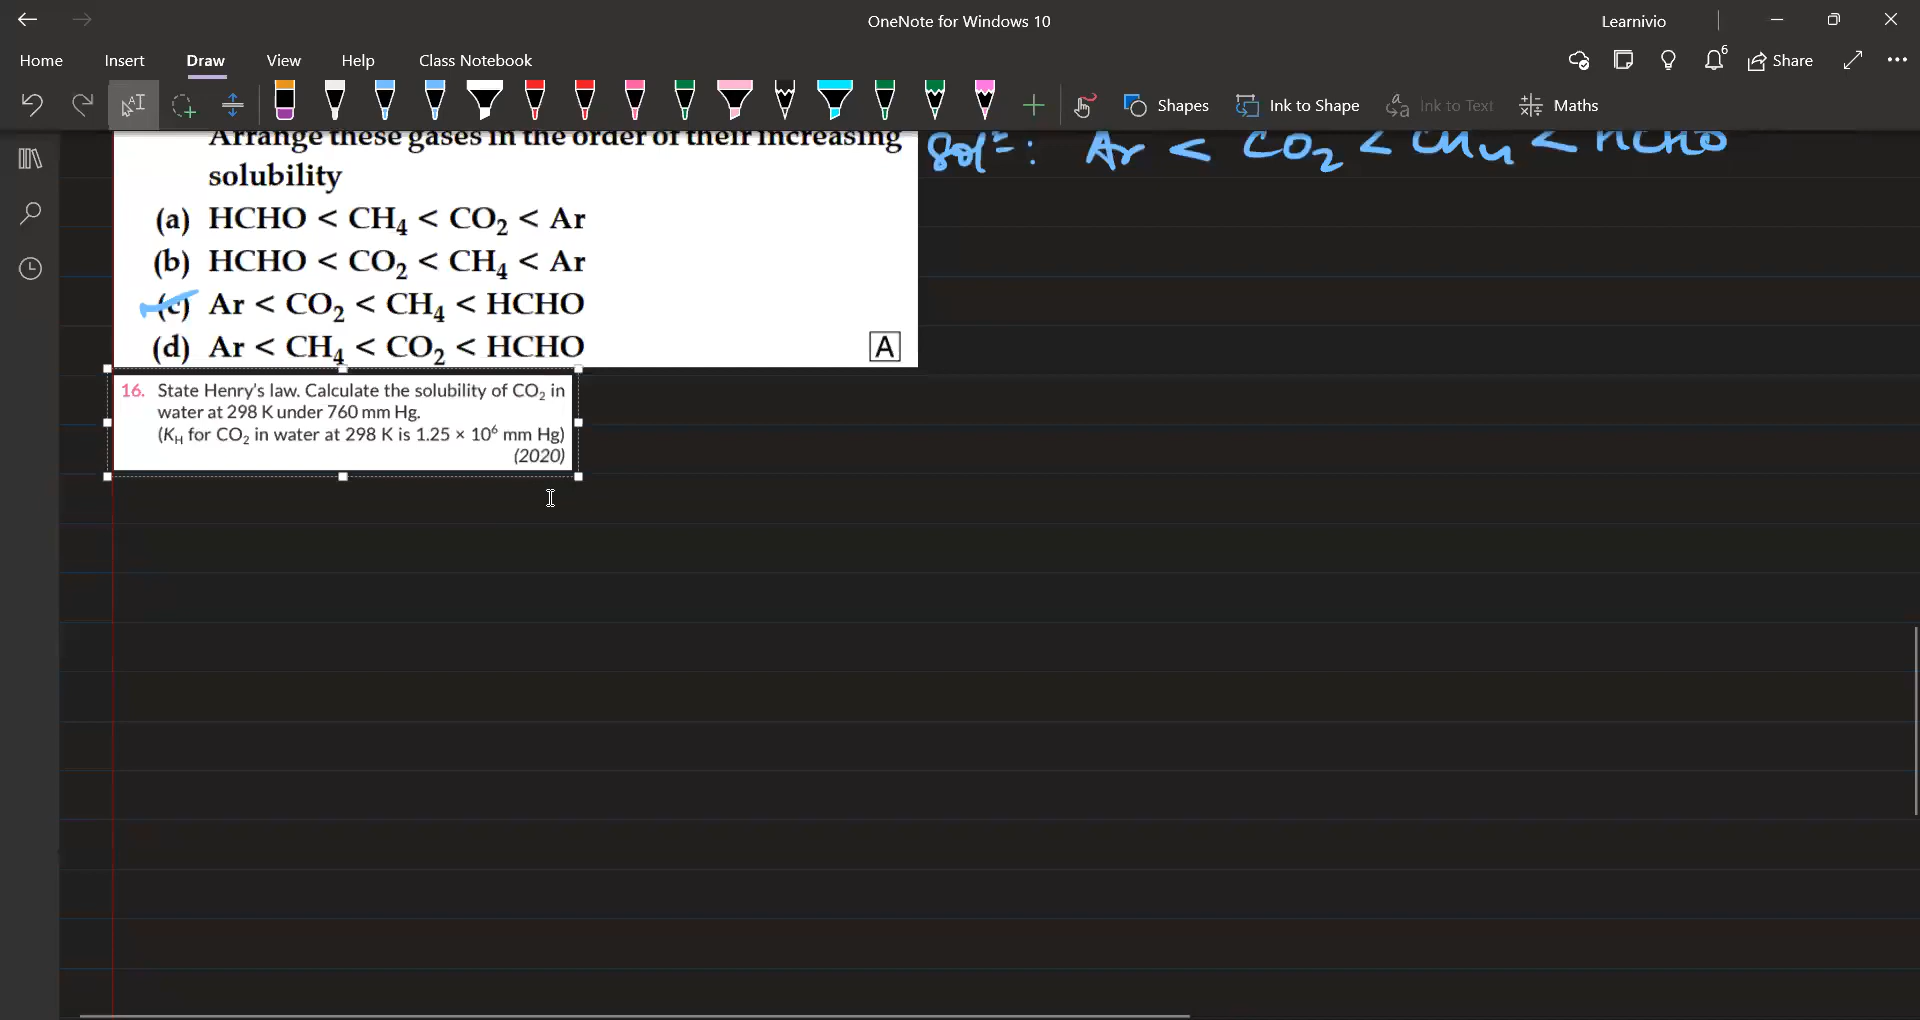 OneNote for Windows 10
Learnivio
Home Insert Draw View Help Class Notebook
6 Share
Shapes Ink to Shape Ink to Text Maths
Arrange these gases in the order of their increasing
solubility
Solⁿ: Ar < CO₂ < CH₄ < HCHO
(a) HCHO < CH₄ < CO₂ < Ar
(b) HCHO < CO₂ < CH₄ < Ar
(c) Ar < CO₂ < CH₄ < HCHO
(d) Ar < CH₄ < CO₂ < HCHO
A
16. State Henry's law. Calculate the solubility of CO₂ in
water at 298 K under 760 mm Hg.
(K_H for CO₂ in water at 298 K is 1.25 × 10⁶ mm Hg)
(2020)